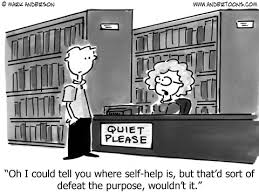 © MARK ANDERSON
WWW.ANDERTOONS.COM
QUIET
PLEASE
"Oh I could tell you where self-help is, but that'd sort of
defeat the purpose, wouldn't it."